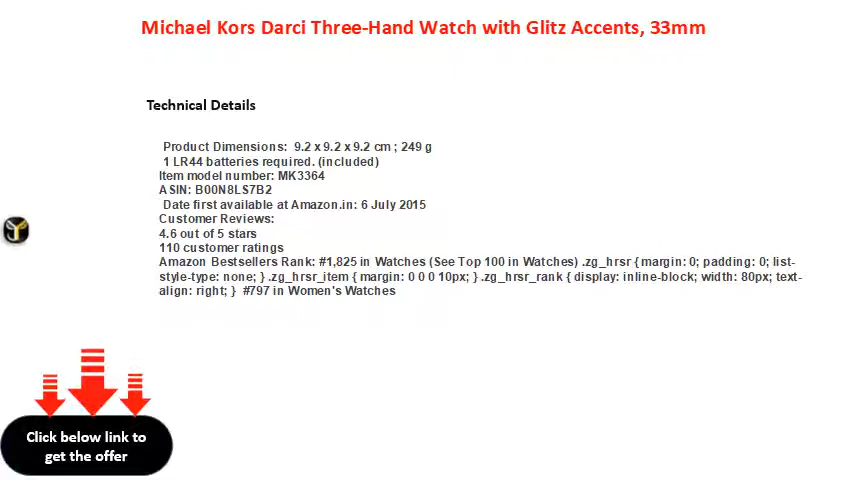 Michael Kors Darci Three-Hand Watch with Glitz Accents, 33mm
Technical Details
Product Dimensions: 9.2 x 9.2 x 9.2 cm ; 249 g
1 LR44 batteries required. (included)
Item model number: MK3364
ASIN: B00N8LS7B2
Date first available at Amazon.in: 6 July 2015
Customer Reviews:
4.6 out of 5 stars
110 customer ratings
Amazon Bestsellers Rank: #1,825 in Watches (See Top 100 in Watches) .zg_hrsr { margin: 0; padding: 0; list-
style-type: none; } .zg_hrsr_item { margin: 0 0 0 10px; } .zg_hrsr_rank { display: inline-block; width: 80px; text-
align: right; } #797 in Women's Watches
Click below link to
get the offer